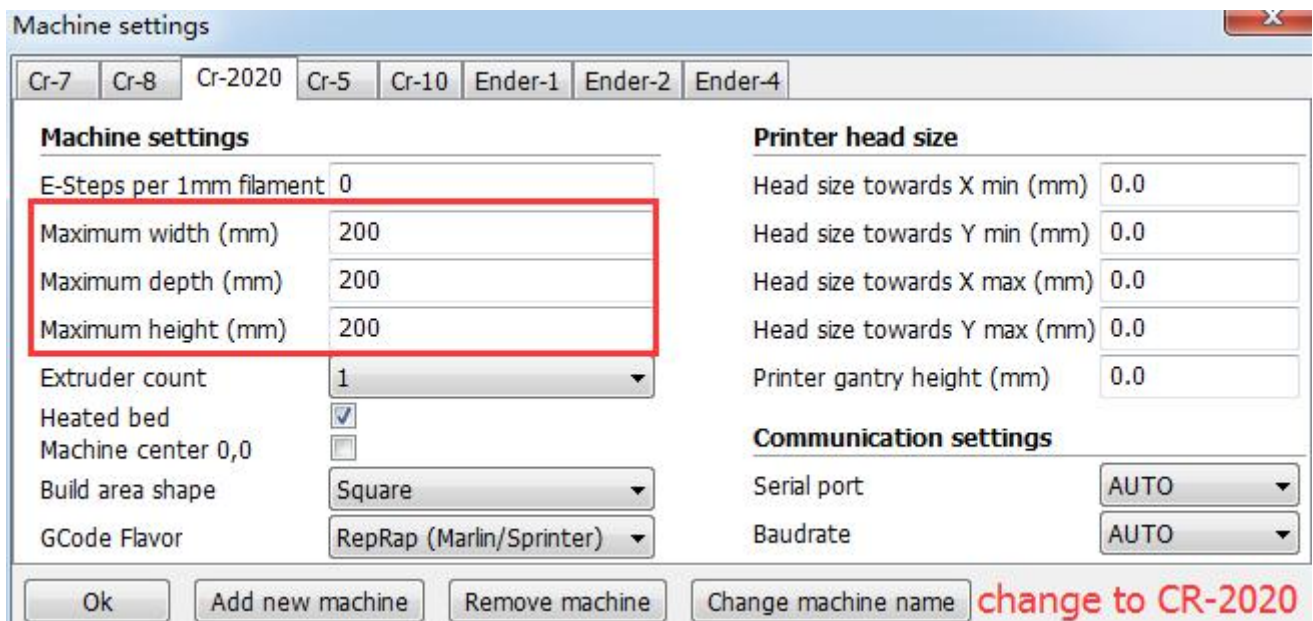 Machine settings
Cr-7 Cr-8 Cr-2020 Cr-5 Cr-10 Ender-1 Ender-2 Ender-4
Machine settings
E-Steps per 1mm filament 0
Maximum width (mm) 200
Maximum depth (mm) 200
Maximum height (mm) 200
Extruder count 1
Heated bed
Machine center 0,0
Build area shape Square
GCode Flavor RepRap (Marlin/Sprinter)
Printer head size
Head size towards X min (mm) 0.0
Head size towards Y min (mm) 0.0
Head size towards X max (mm) 0.0
Head size towards Y max (mm) 0.0
Printer gantry height (mm) 0.0
Communication settings
Serial port AUTO
Baudrate AUTO
Ok Add new machine Remove machine Change machine name change to CR-2020